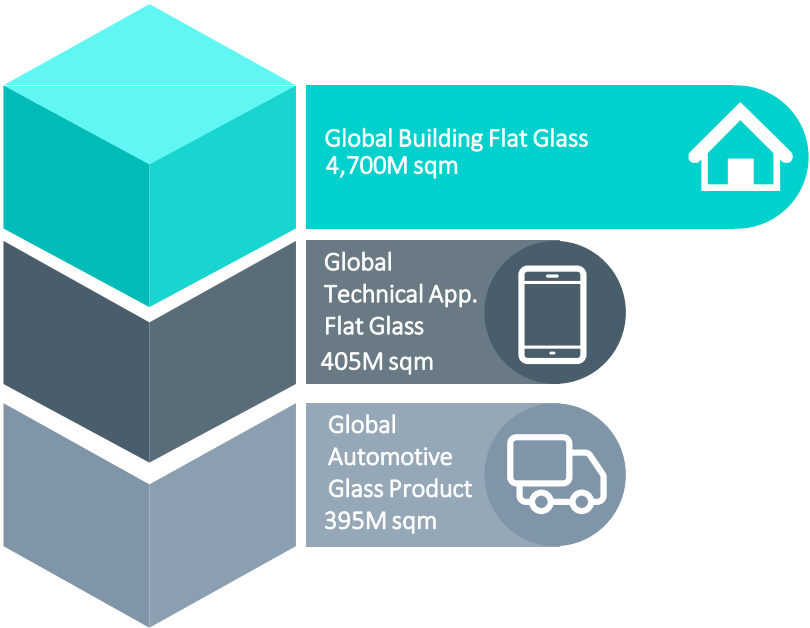 Global Building Flat Glass
4,700M sqm
Global
Technical App.
Flat Glass
405M sqm
Global
Automotive
Glass Product
395M sqm